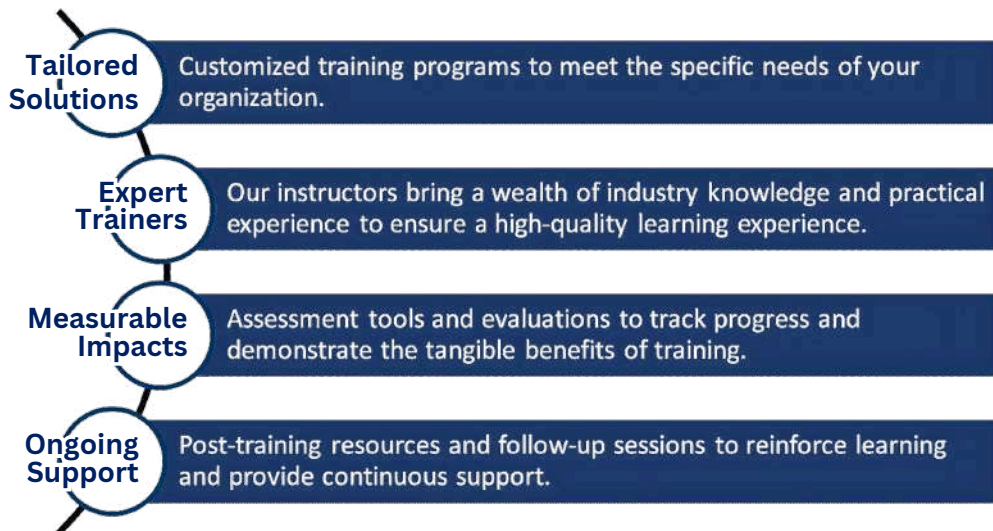 Tailored
Solutions
Customized training programs to meet the specific needs of your
organization.
Expert
Trainers
Our instructors bring a wealth of industry knowledge and practical
experience to ensure a high-quality learning experience.
Measurable
Impacts
Assessment tools and evaluations to track progress and
demonstrate the tangible benefits of training.
Ongoing
Support
Post-training resources and follow-up sessions to reinforce learning
and provide continuous support.